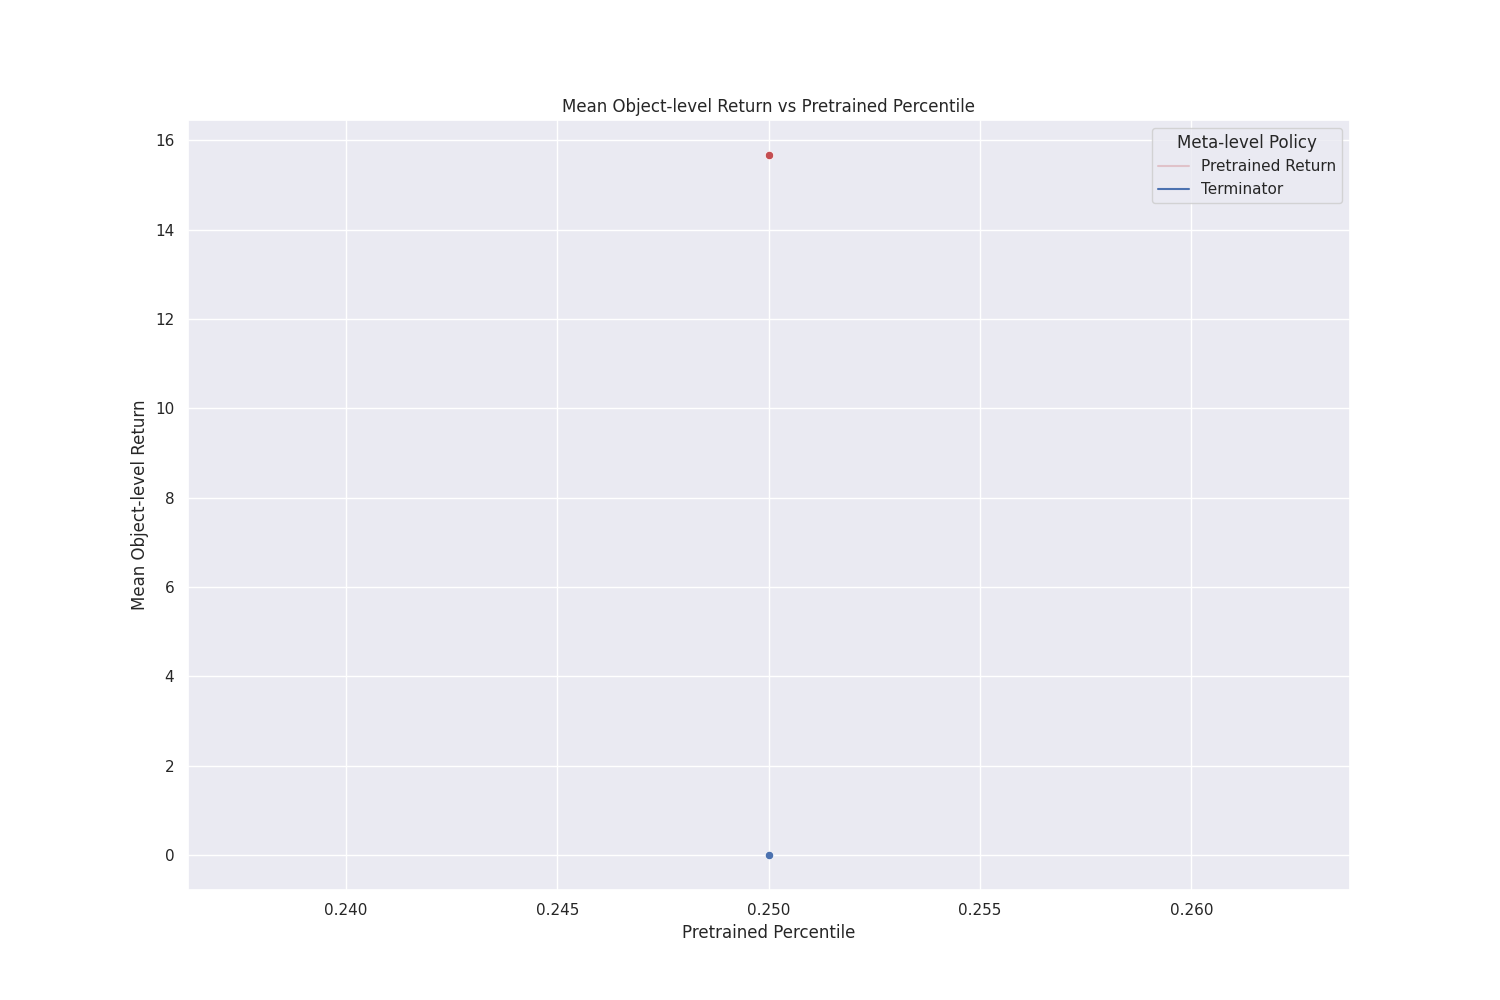 Mean Object-level Return vs Pretrained Percentile
Meta-level Policy
Pretrained Return
Terminator
Mean Object-level Return
16
14
12
10
8
6
4
2
0
0.240
0.245
0.250
0.255
0.260
Pretrained Percentile